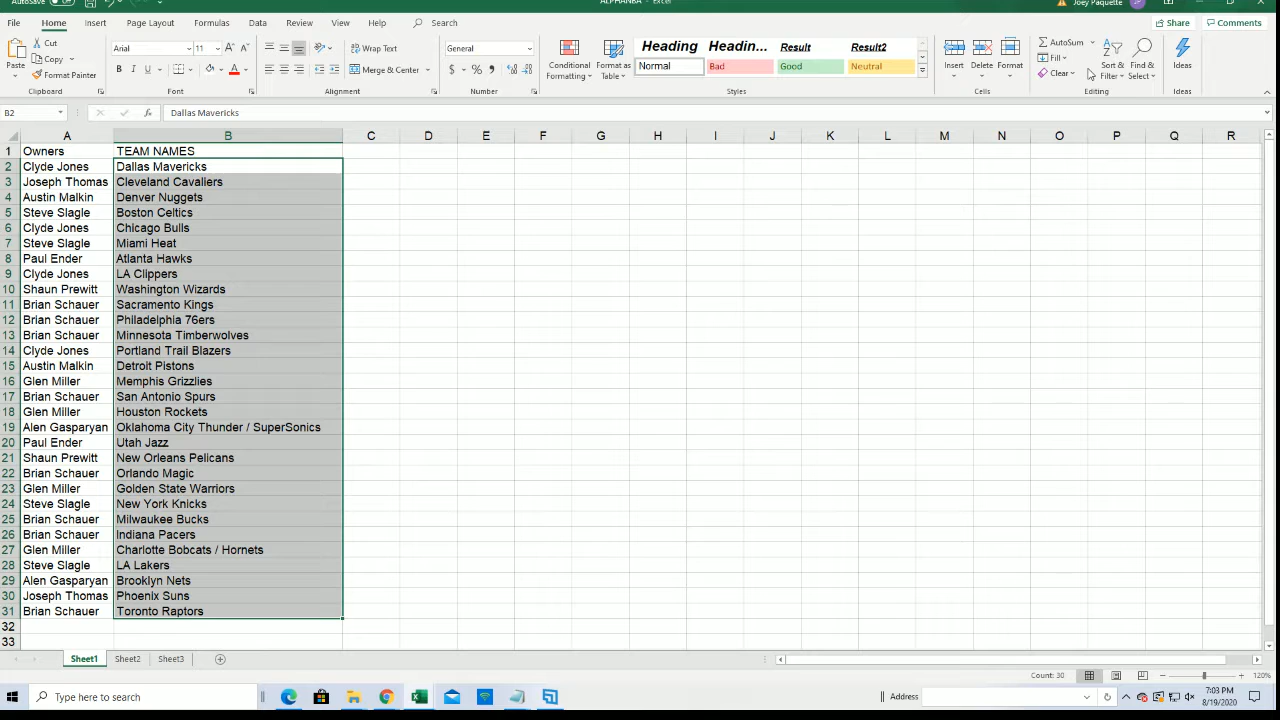 AutoSave ALPHANBA - Excel Joey Paquette
File Home Insert Page Layout Formulas Data Review View Help Search Share Comments
Paste Cut Copy Format Painter Clipboard
Arial 11 A A B I U A Font
Wrap Text Merge & Center Alignment
General $ % , Number
Conditional Formatting Format as Table
Heading Headin... Result Result2
Normal Bad Good Neutral
Styles
Insert Delete Format Cells
AutoSum Fill Clear Sort & Filter Find & Select Editing
Ideas Ideas
B2 fx Dallas Mavericks
A B C D E F G H I J K L M N O P Q R
1 Owners TEAM NAMES
2 Clyde Jones Dallas Mavericks
3 Joseph Thomas Cleveland Cavaliers
4 Austin Malkin Denver Nuggets
5 Steve Slagle Boston Celtics
6 Clyde Jones Chicago Bulls
7 Steve Slagle Miami Heat
8 Paul Ender Atlanta Hawks
9 Clyde Jones LA Clippers
10 Shaun Prewitt Washington Wizards
11 Brian Schauer Sacramento Kings
12 Brian Schauer Philadelphia 76ers
13 Brian Schauer Minnesota Timberwolves
14 Clyde Jones Portland Trail Blazers
15 Austin Malkin Detroit Pistons
16 Glen Miller Memphis Grizzlies
17 Brian Schauer San Antonio Spurs
18 Glen Miller Houston Rockets
19 Alen Gasparyan Oklahoma City Thunder / SuperSonics
20 Paul Ender Utah Jazz
21 Shaun Prewitt New Orleans Pelicans
22 Brian Schauer Orlando Magic
23 Glen Miller Golden State Warriors
24 Steve Slagle New York Knicks
25 Brian Schauer Milwaukee Bucks
26 Brian Schauer Indiana Pacers
27 Glen Miller Charlotte Bobcats / Hornets
28 Steve Slagle LA Lakers
29 Alen Gasparyan Brooklyn Nets
30 Joseph Thomas Phoenix Suns
31 Brian Schauer Toronto Raptors
32
33
Sheet1 Sheet2 Sheet3
Count: 30 120%
Type here to search Address 7:03 PM
8/19/2020